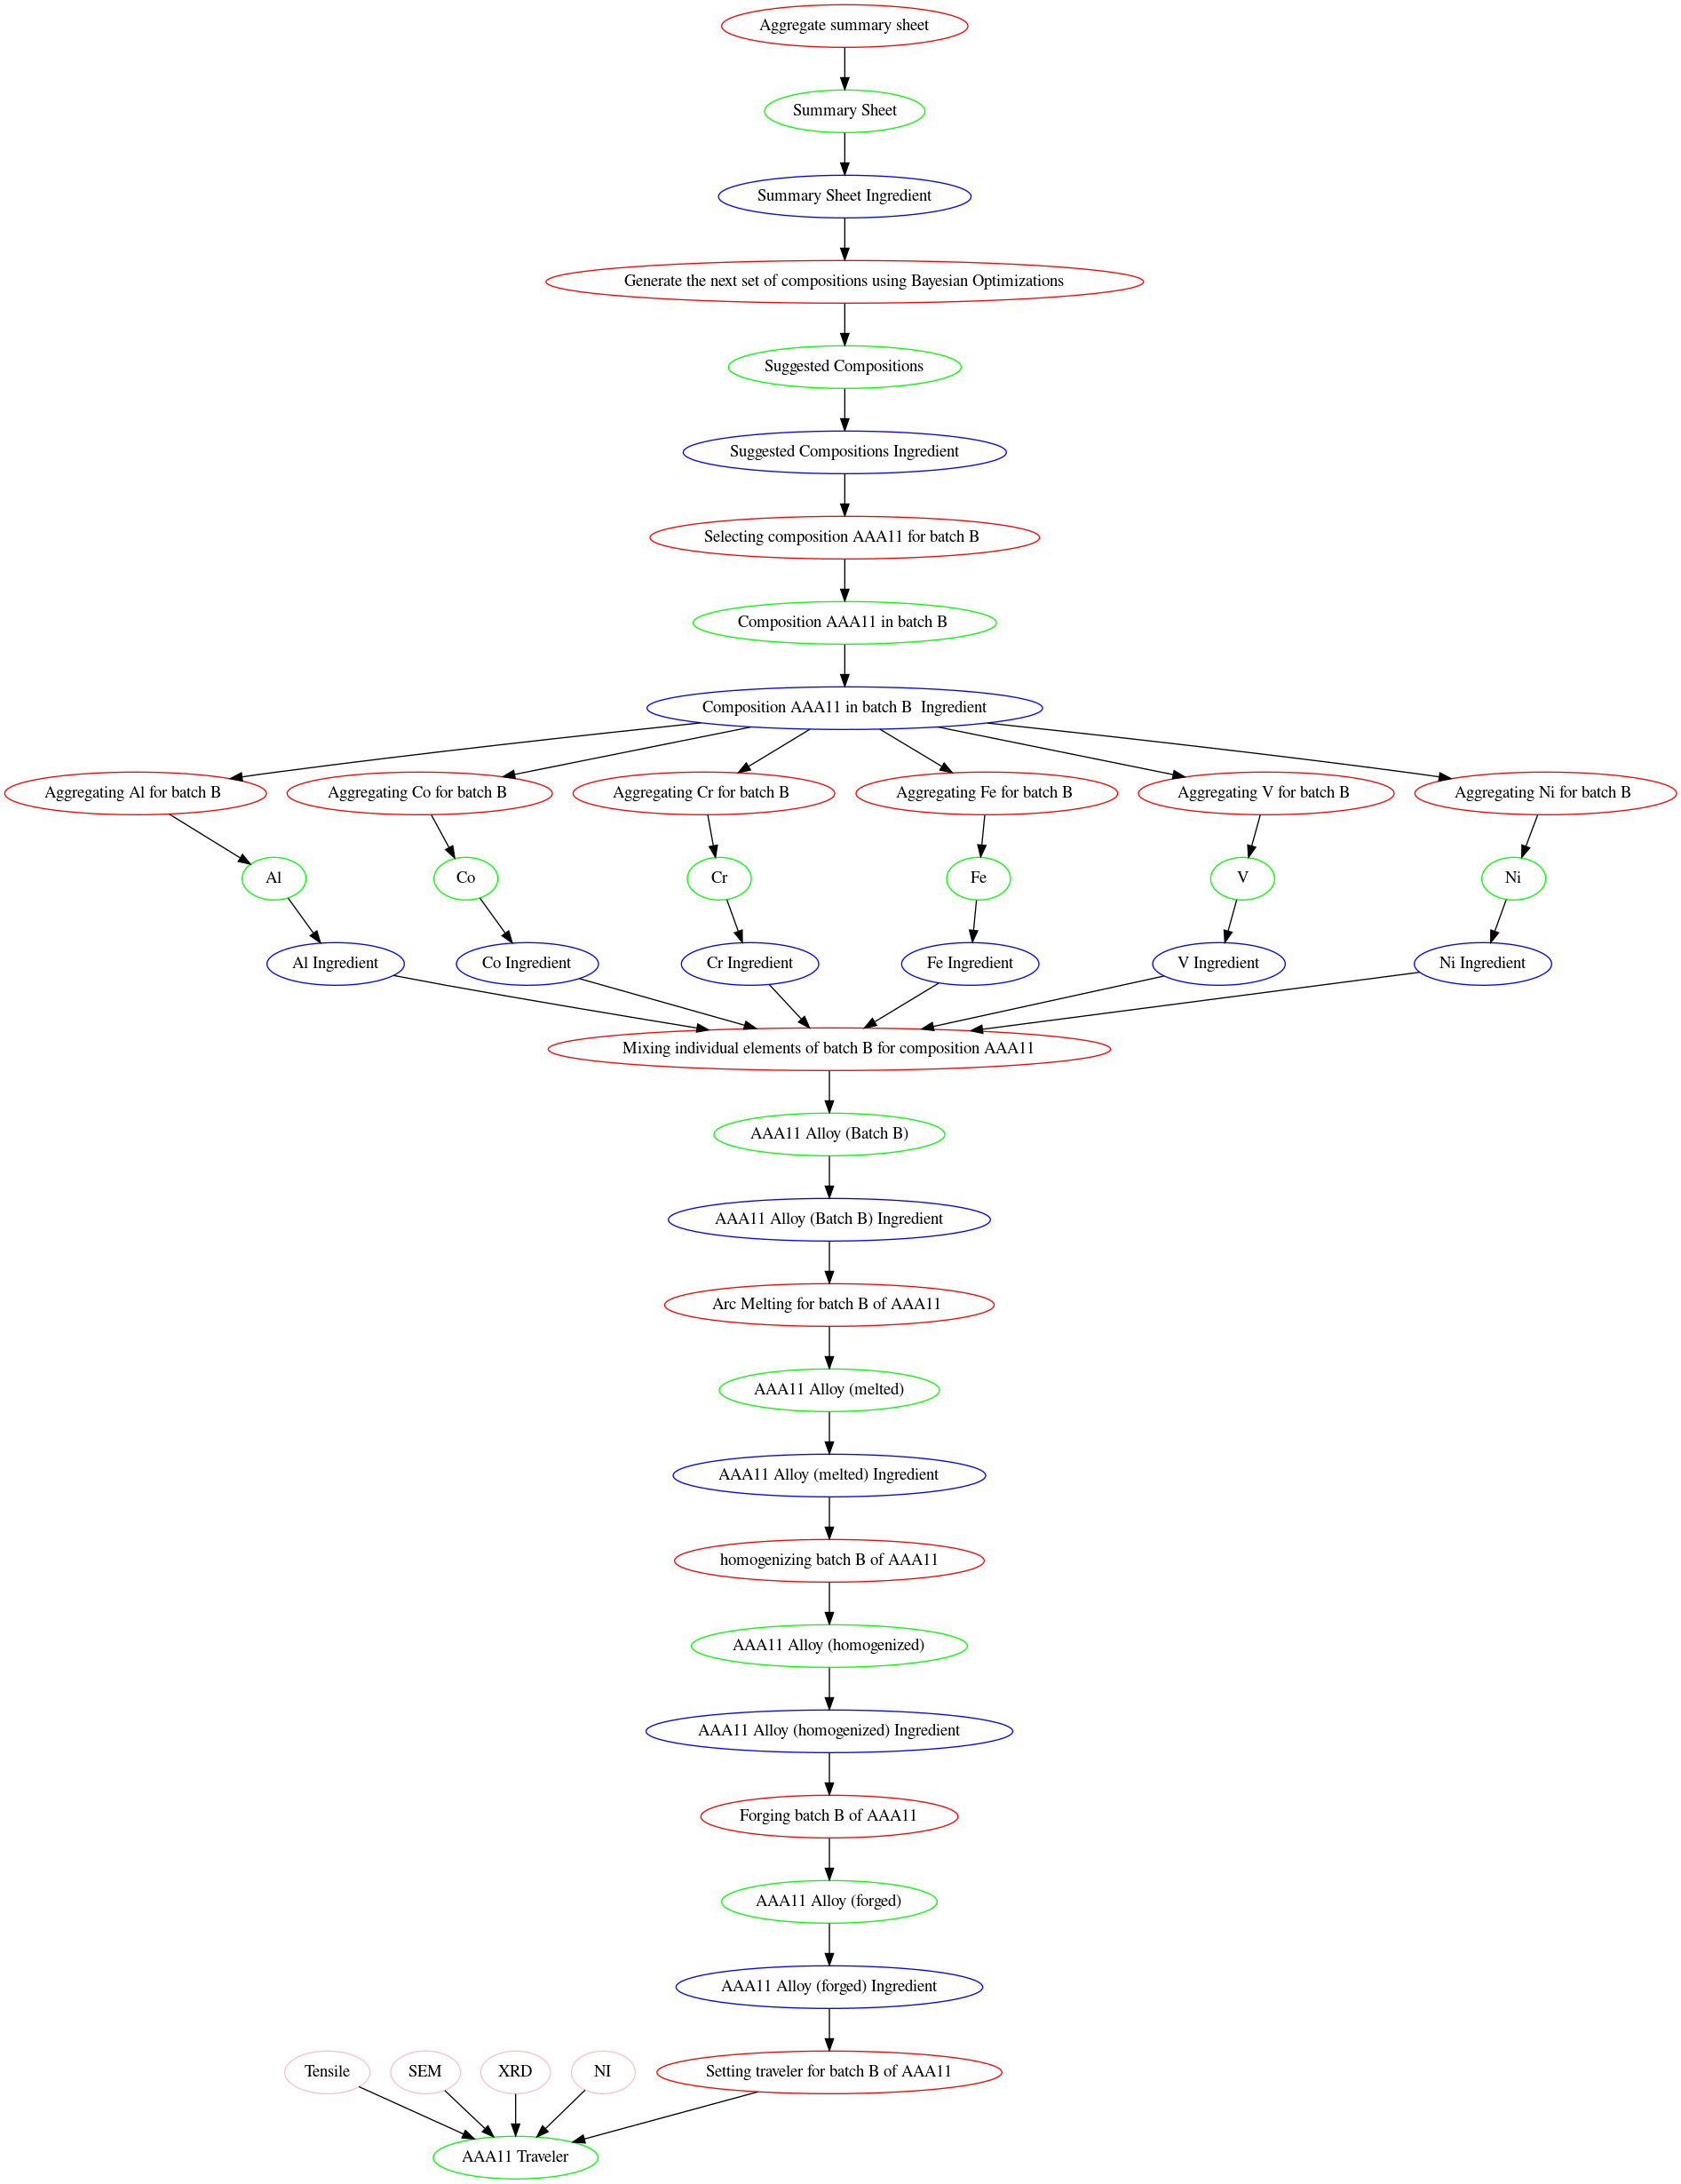 Aggregate summary sheet
Summary Sheet
Summary Sheet Ingredient
Generate the next set of compositions using Bayesian Optimizations
Suggested Compositions
Suggested Compositions Ingredient
Selecting composition AAA11 for batch B
Composition AAA11 in batch B
Composition AAA11 in batch B  Ingredient
Aggregating Al for batch B
Aggregating Co for batch B
Aggregating Cr for batch B
Aggregating Fe for batch B
Aggregating V for batch B
Aggregating Ni for batch B
Al
Co
Cr
Fe
V
Ni
Al Ingredient
Co Ingredient
Cr Ingredient
Fe Ingredient
V Ingredient
Ni Ingredient
Mixing individual elements of batch B for composition AAA11
AAA11 Alloy (Batch B)
AAA11 Alloy (Batch B) Ingredient
Arc Melting for batch B of AAA11
AAA11 Alloy (melted)
AAA11 Alloy (melted) Ingredient
homogenizing batch B of AAA11
AAA11 Alloy (homogenized)
AAA11 Alloy (homogenized) Ingredient
Forging batch B of AAA11
AAA11 Alloy (forged)
AAA11 Alloy (forged) Ingredient
Tensile
SEM
XRD
NI
Setting traveler for batch B of AAA11
AAA11 Traveler